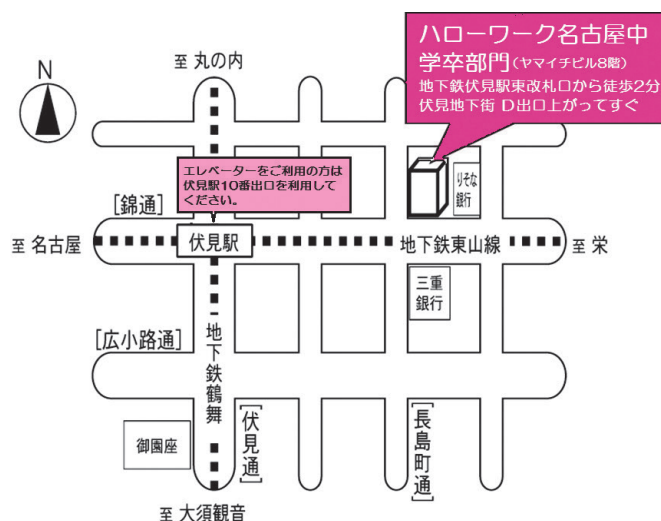 ハローワーク名古屋中
学卒部門(ヤマイチビル8階)
地下鉄伏見駅東改札口から徒歩2分
伏見地下街 D出口上がってすぐ
至 丸の内
N
エレベーターをご利用の方は
伏見駅10番出口を利用して
ください。
りそな
銀行
[錦通]
至 名古屋
伏見駅
地下鉄東山線
至 栄
三重
銀行
[広小路通]
地下鉄鶴舞
御園座
[伏見通]
[長島町通]
至 大須観音